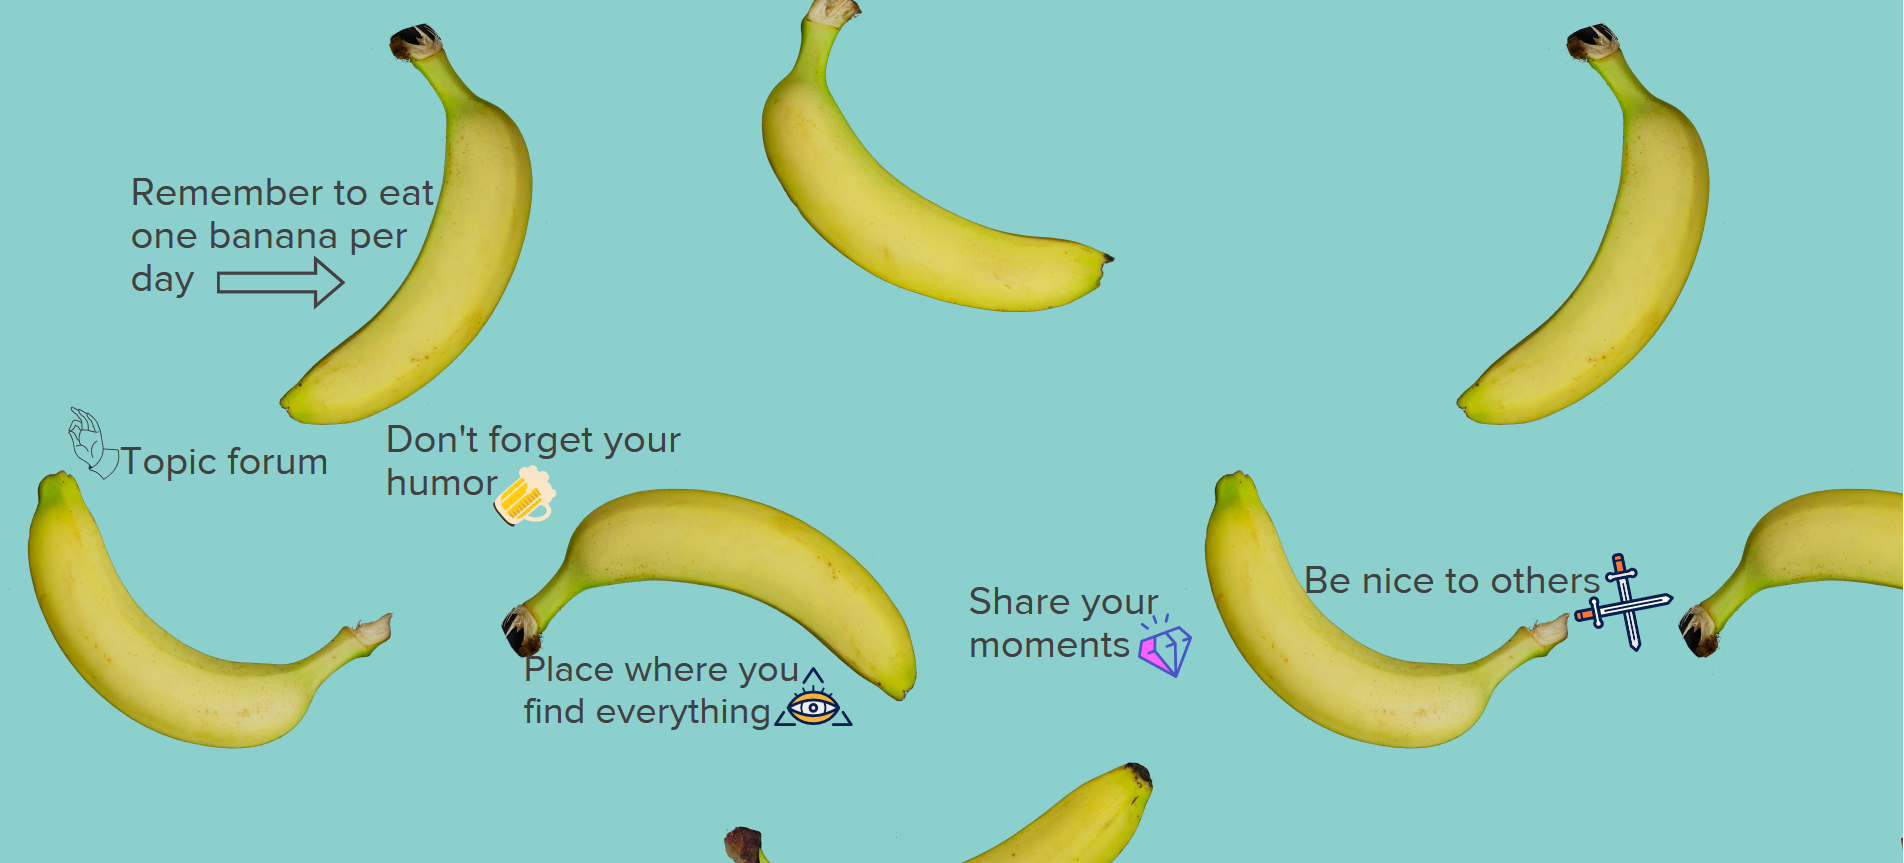 Remember to eat
one banana per
day
Topic forum
Don't forget your
humor
Place where you
find everything
Share your
moments
Be nice to others